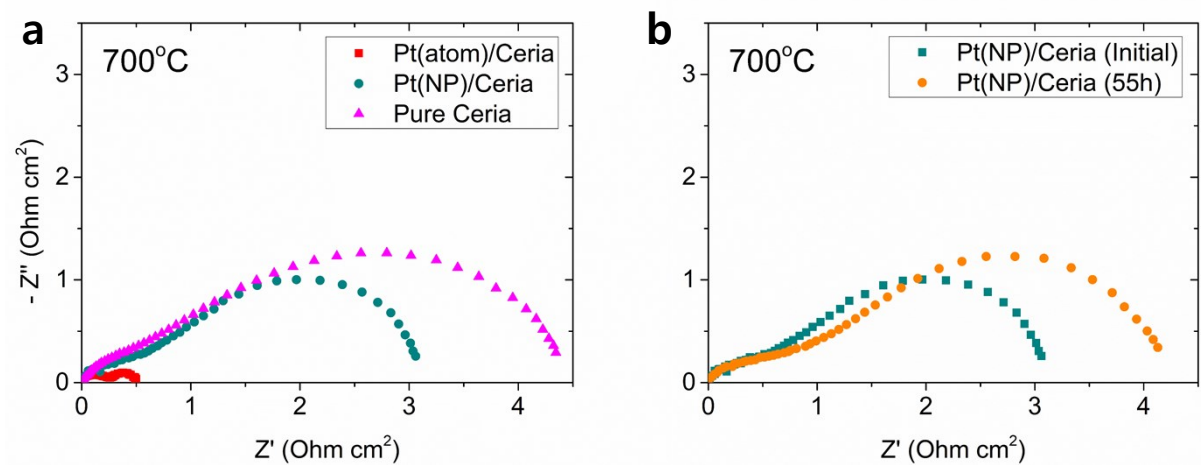 a
700°C
Pt(atom)/Ceria
Pt(NP)/Ceria
Pure Ceria
3
2
1
0
- Z'' (Ohm cm²)
0 1 2 3 4
Z' (Ohm cm²)
b
700°C
Pt(NP)/Ceria (Initial)
Pt(NP)/Ceria (55h)
3
2
1
0
0 1 2 3 4
Z' (Ohm cm²)